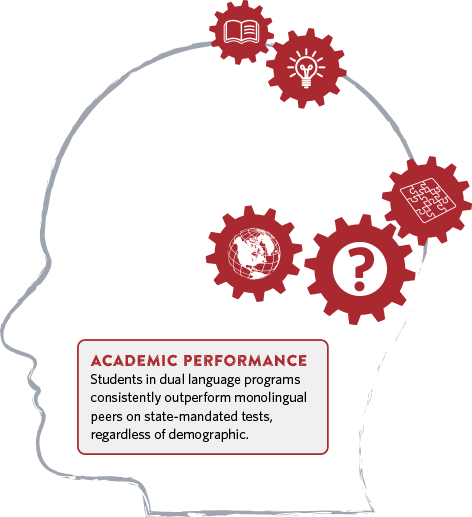 ?
ACADEMIC PERFORMANCE
Students in dual language programs
consistently outperform monolingual
peers on state-mandated tests,
regardless of demographic.